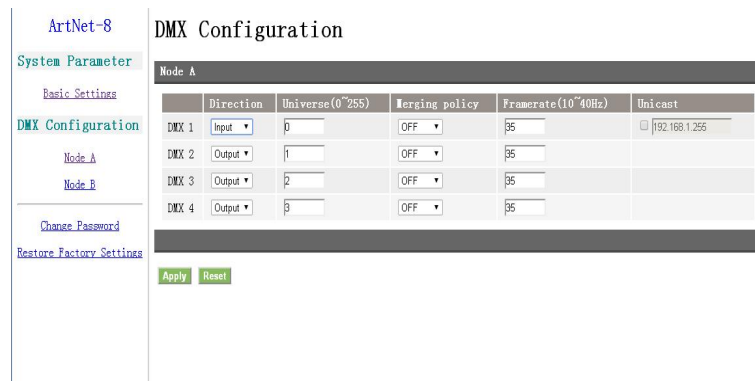 ArtNet-8
System Parameter
Basic Settings
DMX Configuration
Node A
Node B
Change Password
Restore Factory Settings
DMX Configuration
Node A
Direction Universe(0~255) Merging policy Framerate(10~40Hz) Unicast
DMX 1 Input 0 OFF 35 192.168.1.255
DMX 2 Output 1 OFF 35
DMX 3 Output 2 OFF 35
DMX 4 Output 3 OFF 35
Apply Reset